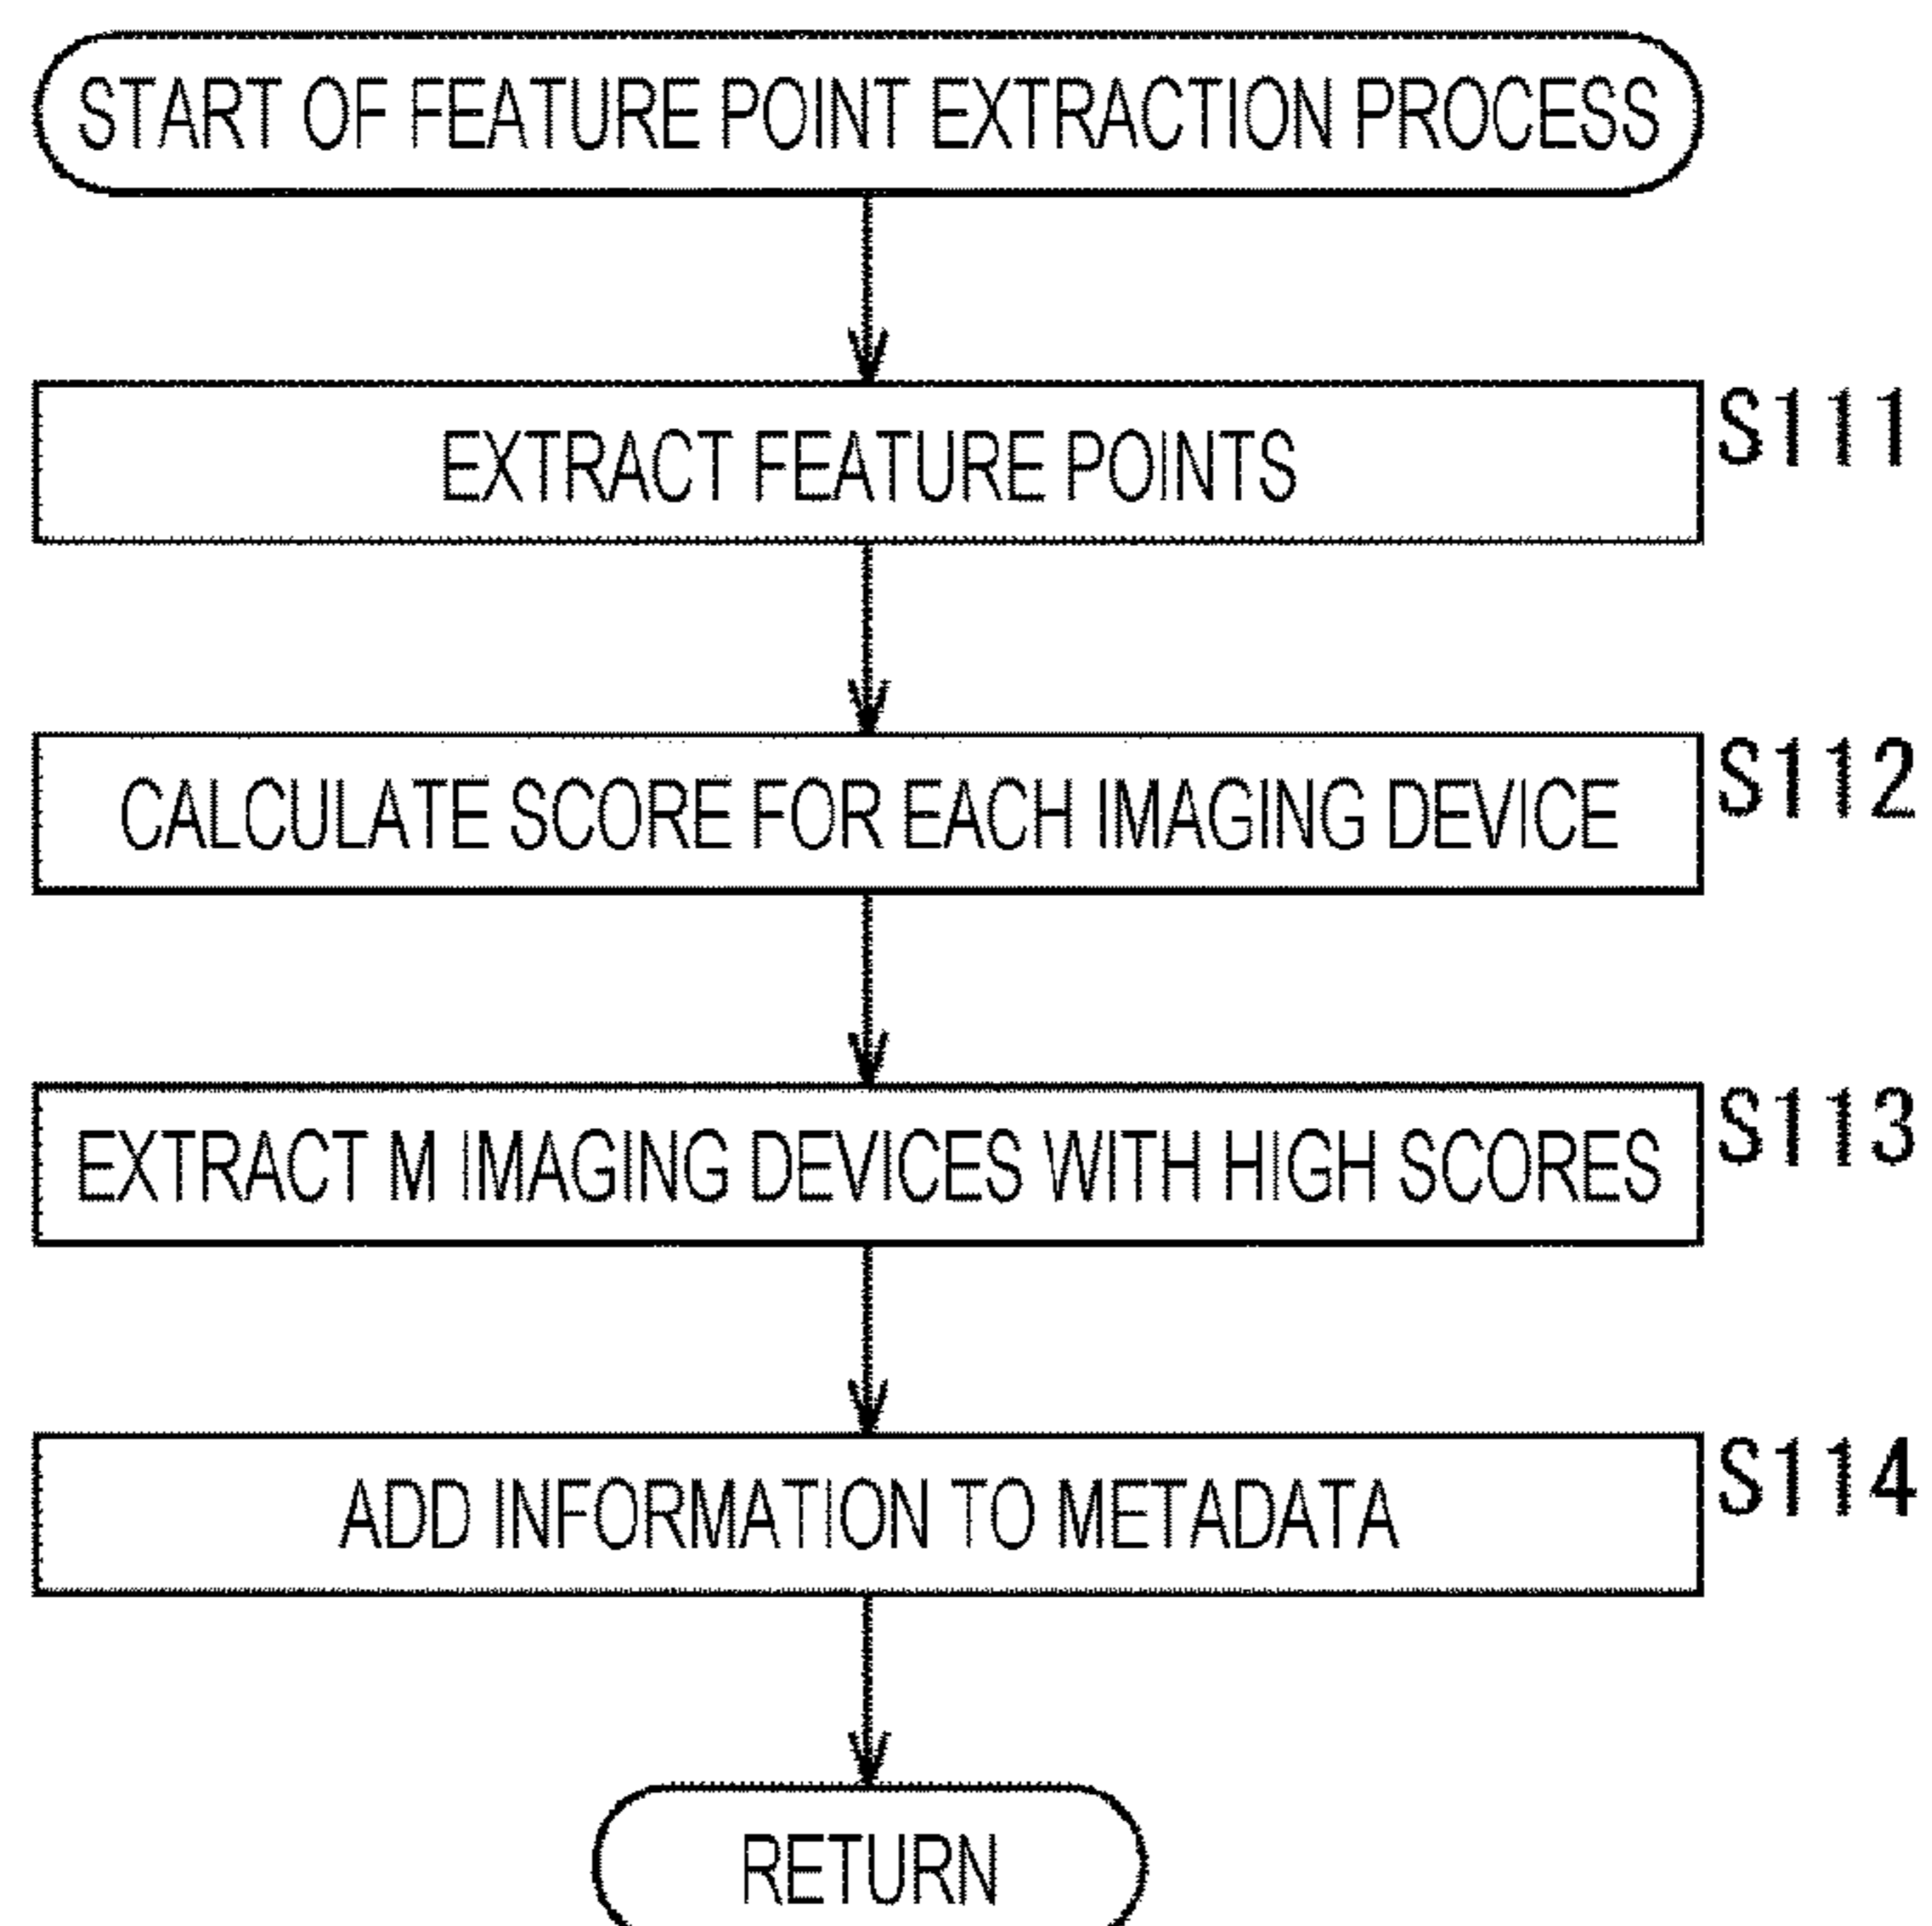 START OF FEATURE POINT EXTRACTION PROCESS
EXTRACT FEATURE POINTS
S111
CALCULATE SCORE FOR EACH IMAGING DEVICE
S112
EXTRACT M IMAGING DEVICES WITH HIGH SCORES
S113
ADD INFORMATION TO METADATA
S114
RETURN